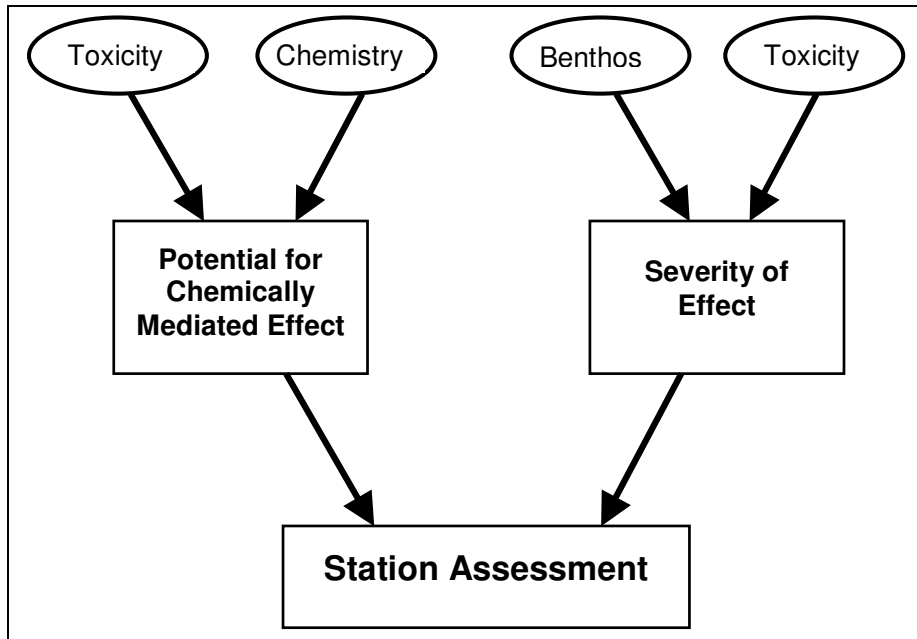 Toxicity
Chemistry
Benthos
Toxicity
Potential for
Chemically
Mediated Effect
Severity of
Effect
Station Assessment